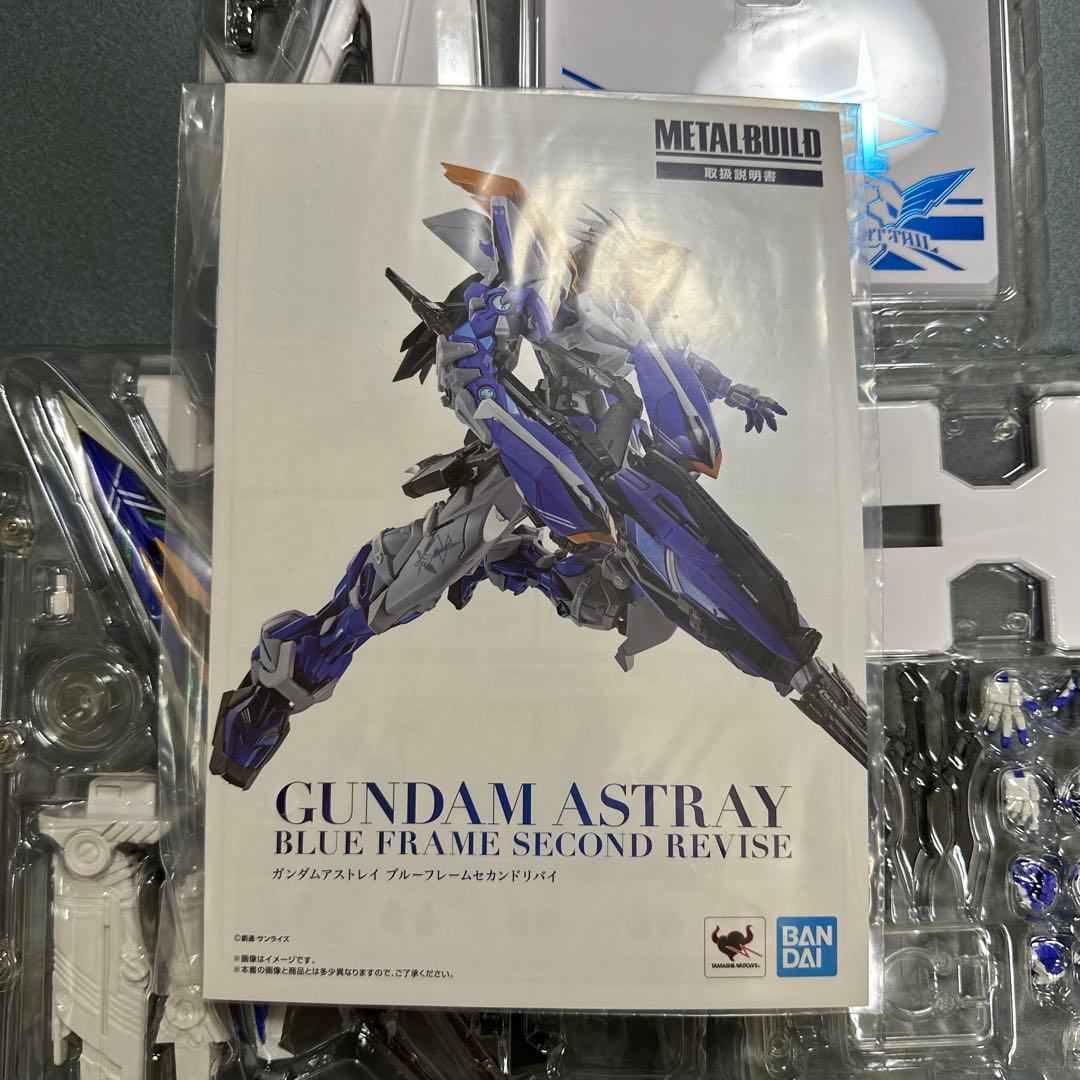 METALBUILD
取扱説明書
TAIL
GUNDAM ASTRAY
BLUE FRAME SECOND REVISE
ガンダムアストレイ ブルーフレームセカンドリバイ
©創通・サンライズ
※画像はイメージです。
※本書の画像と商品とは多少異なりますので、ご了承ください。
TAMASHII NATIONS
BAN
DAI